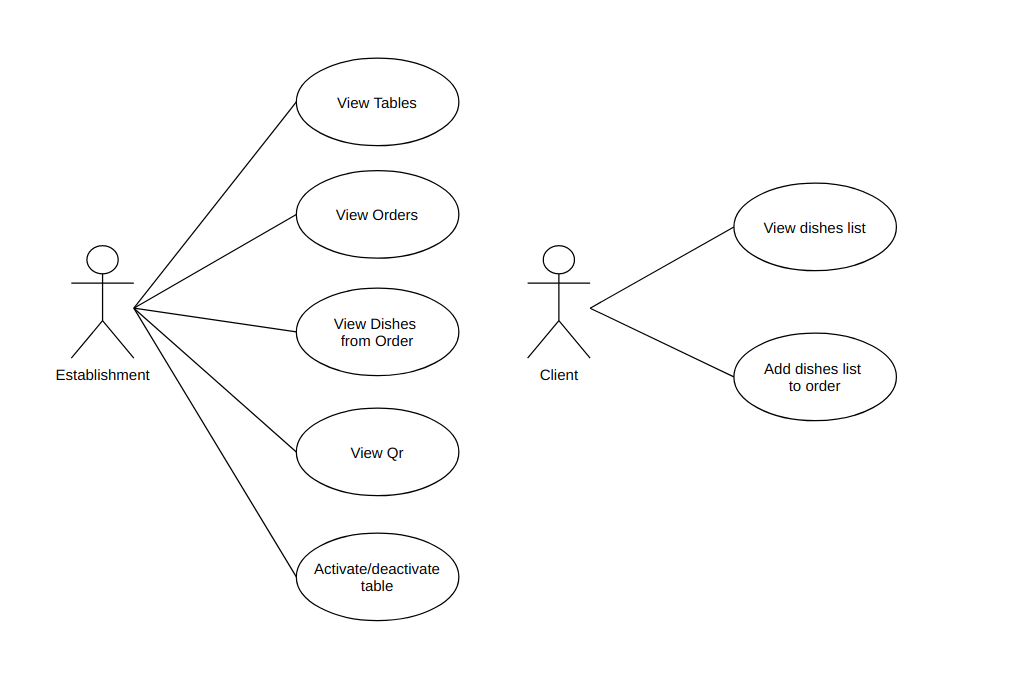 View Tables
View Orders
View Dishes
from Order
View Qr
Activate/deactivate
table
Establishment
View dishes list
Add dishes list
to order
Client